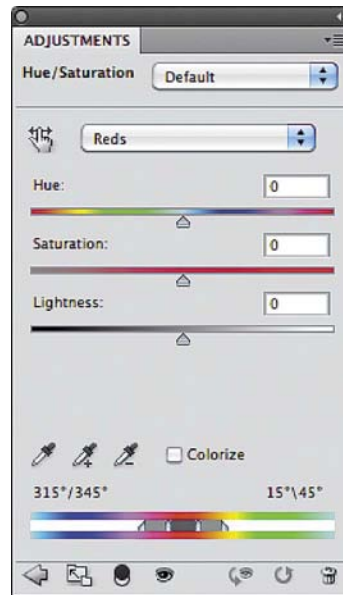 ADJUSTMENTS
Hue/Saturation Default
Reds
Hue: 0
Saturation: 0
Lightness: 0
Colorize
315°/345° 15°\45°